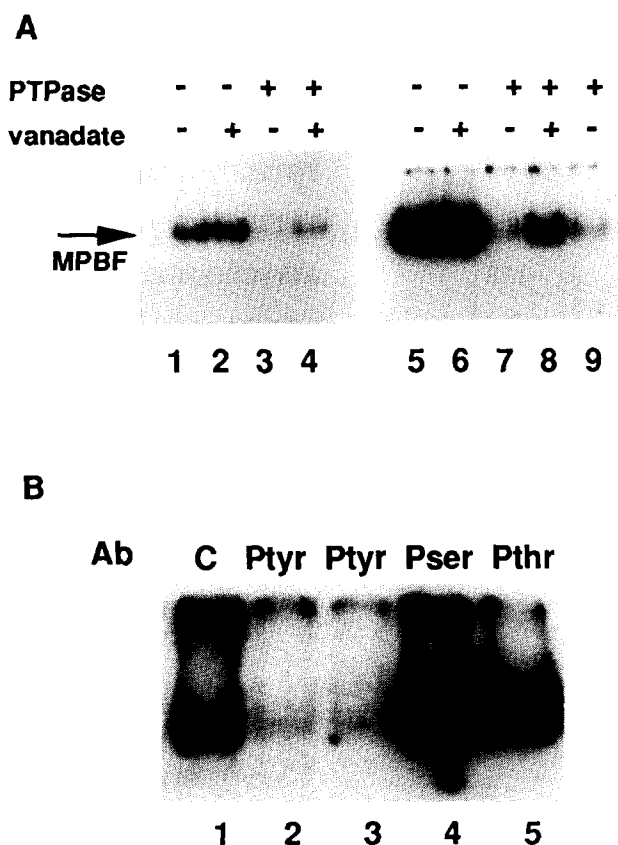 A
PTPase - - + + - - + + +
vanadate - + - + - + - + -
MPBF
1 2 3 4 5 6 7 8 9
B
Ab C Ptyr Ptyr Pser Pthr
1 2 3 4 5